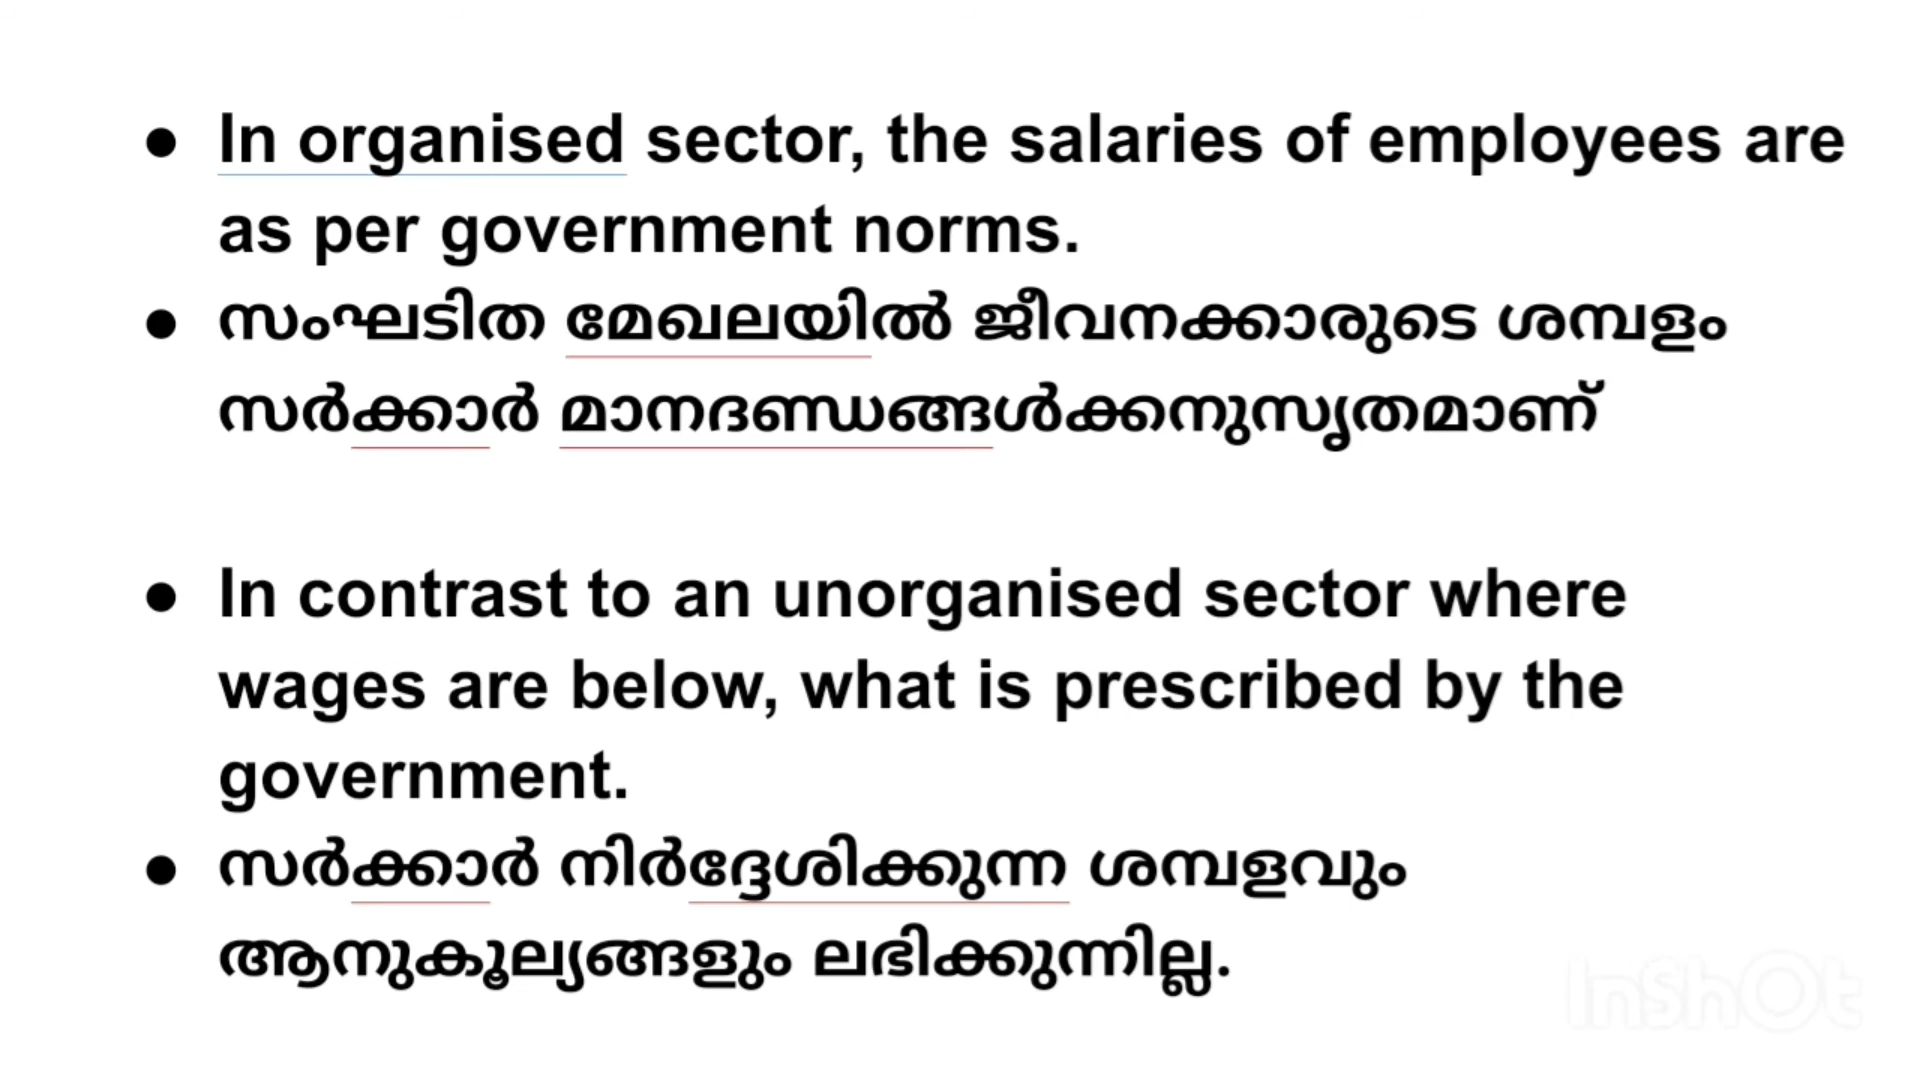 ● In organised sector, the salaries of employees are
as per government norms.
● സംഘടിത മേഖലയിൽ ജീവനക്കാരുടെ ശമ്പളം
സർക്കാർ മാനദണ്ഡങ്ങൾക്കനുസൃതമാണ്
● In contrast to an unorganised sector where
wages are below, what is prescribed by the
government.
● സർക്കാർ നിർദ്ദേശിക്കുന്ന ശമ്പളവും
ആനുകൂല്യങ്ങളും ലഭിക്കുന്നില്ല.
InShOt